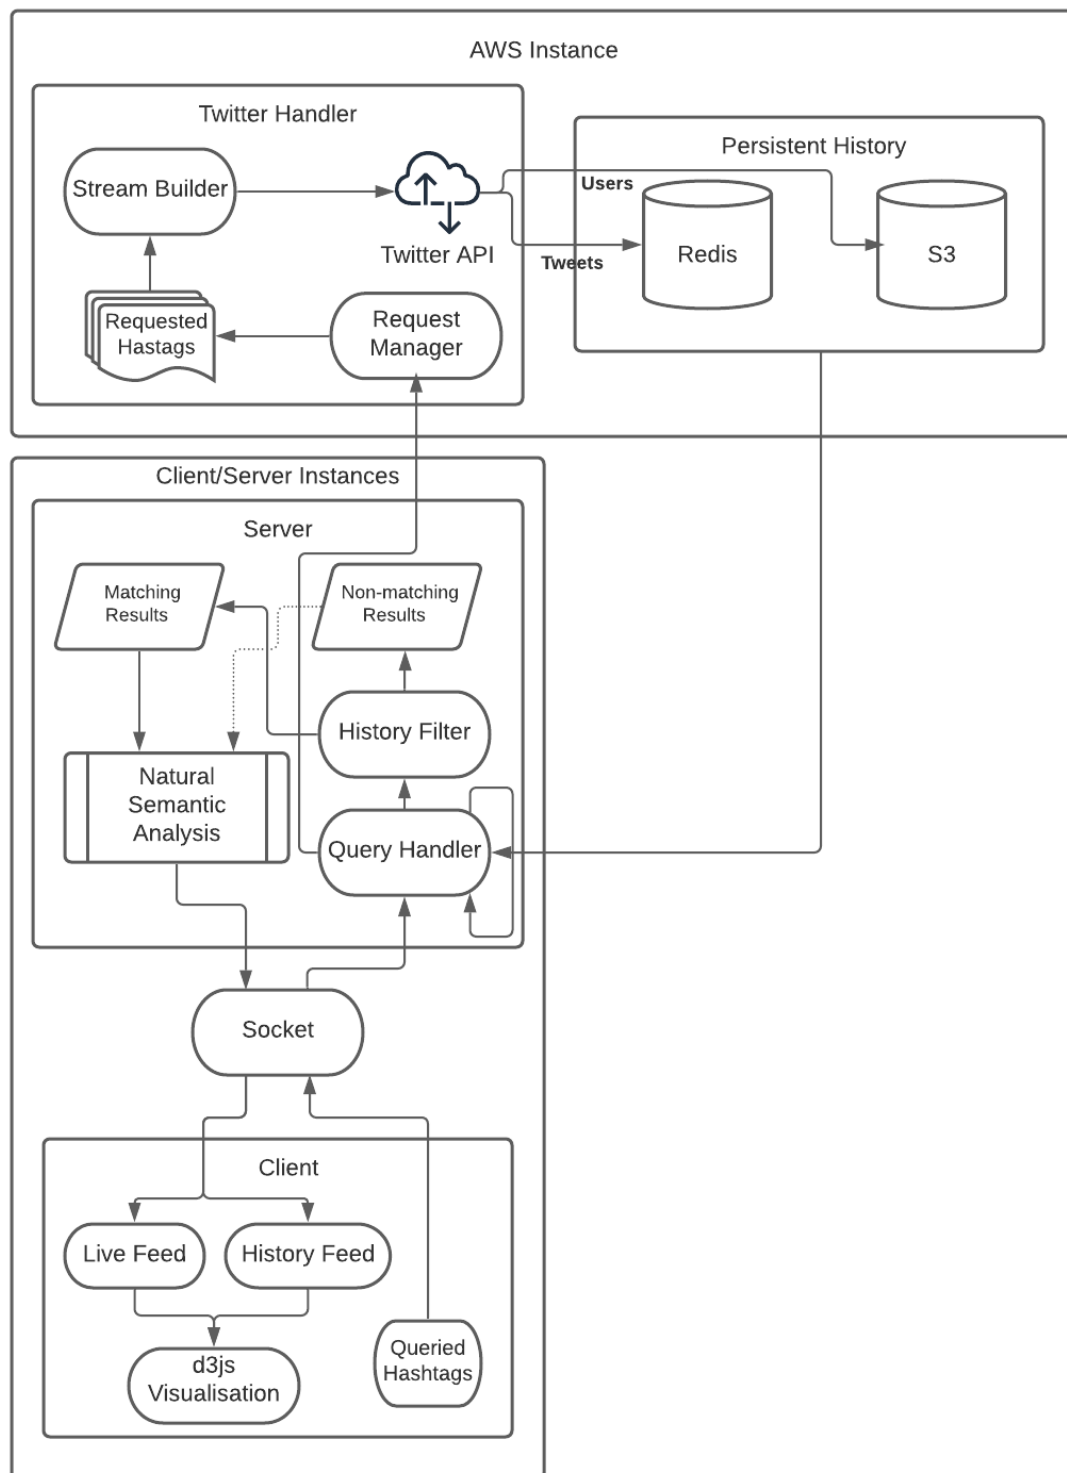 AWS Instance
Twitter Handler
Persistent History
Stream Builder
Users
Redis
S3
Twitter API
Tweets
Requested
Hastags
Request
Manager
Client/Server Instances
Server
Matching
Results
Non-matching
Results
History Filter
Natural
Semantic
Analysis
Query Handler
Socket
Client
Live Feed
History Feed
Queried
Hashtags
d3js
Visualisation